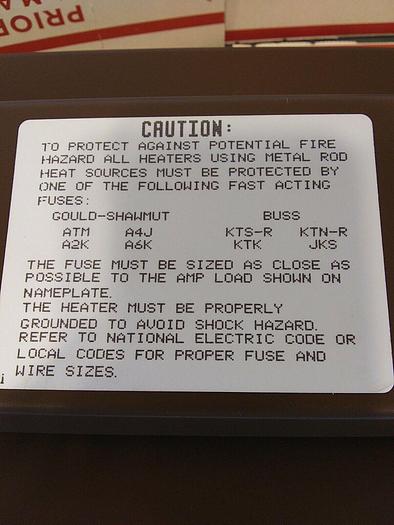 PRIOR
MA
CAUTION:
TO PROTECT AGAINST POTENTIAL FIRE
HAZARD ALL HEATERS USING METAL ROD
HEAT SOURCES MUST BE PROTECTED BY
ONE OF THE FOLLOWING FAST ACTING
FUSES:
GOULD-SHAWMUT BUSS
ATM A4J KTS-R KTN-R
A2K A6K KTK JKS
THE FUSE MUST BE SIZED AS CLOSE AS
POSSIBLE TO THE AMP LOAD SHOWN ON
NAMEPLATE.
THE HEATER MUST BE PROPERLY
GROUNDED TO AVOID SHOCK HAZARD.
REFER TO NATIONAL ELECTRIC CODE OR
LOCAL CODES FOR PROPER FUSE AND
WIRE SIZES.